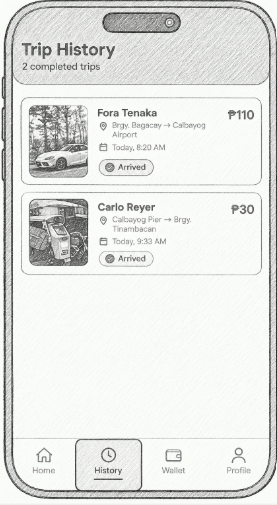 Trip History
2 completed trips
Fora Tenaka
₱110
Brgy. Bagacay → Calbayog
Airport
Today, 8:20 AM
Arrived
Carlo Reyer
₱30
Calbayog Pier → Brgy.
Tinambacan
Today, 9:33 AM
Arrived
Home
History
Wallet
Profile